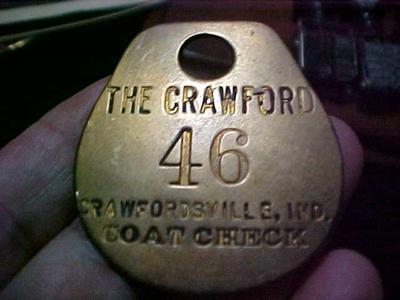 THE CRAWFORD
46
CRAWFORDSVILLE, IND.
COAT CHECK